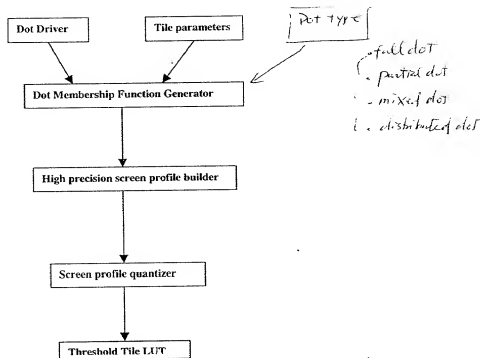 Dot Driver
Tile parameters
Dot type
• full dot
• partial dot
• mixed dot
• distributed dot
Dot Membership Function Generator
High precision screen profile builder
Screen profile quantizer
Threshold Tile LUT